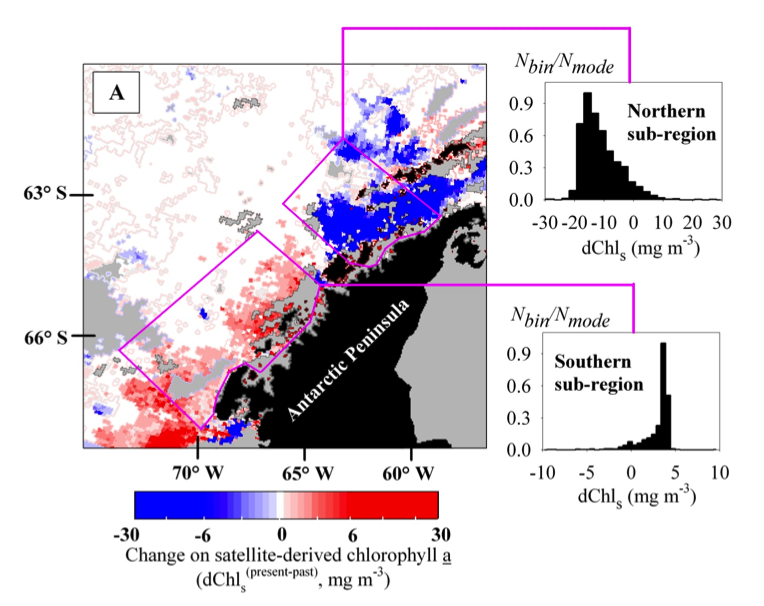 A
63° S
66° S
70° W
65° W
60° W
Antarctic Peninsula
-30
-6
0
6
30
Change on satellite-derived chlorophyll a
(dChls(present-past), mg m-3)
Nbin/Nmode
0.9
0.6
0.3
0.0
Northern
sub-region
-30 -20 -10 0 10 20 30
dChls (mg m-3)
Nbin/Nmode
0.9
0.6
0.3
0.0
Southern
sub-region
-10 -5 0 5 10
dChls (mg m-3)